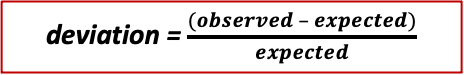 deviation = (observed – expected)
expected